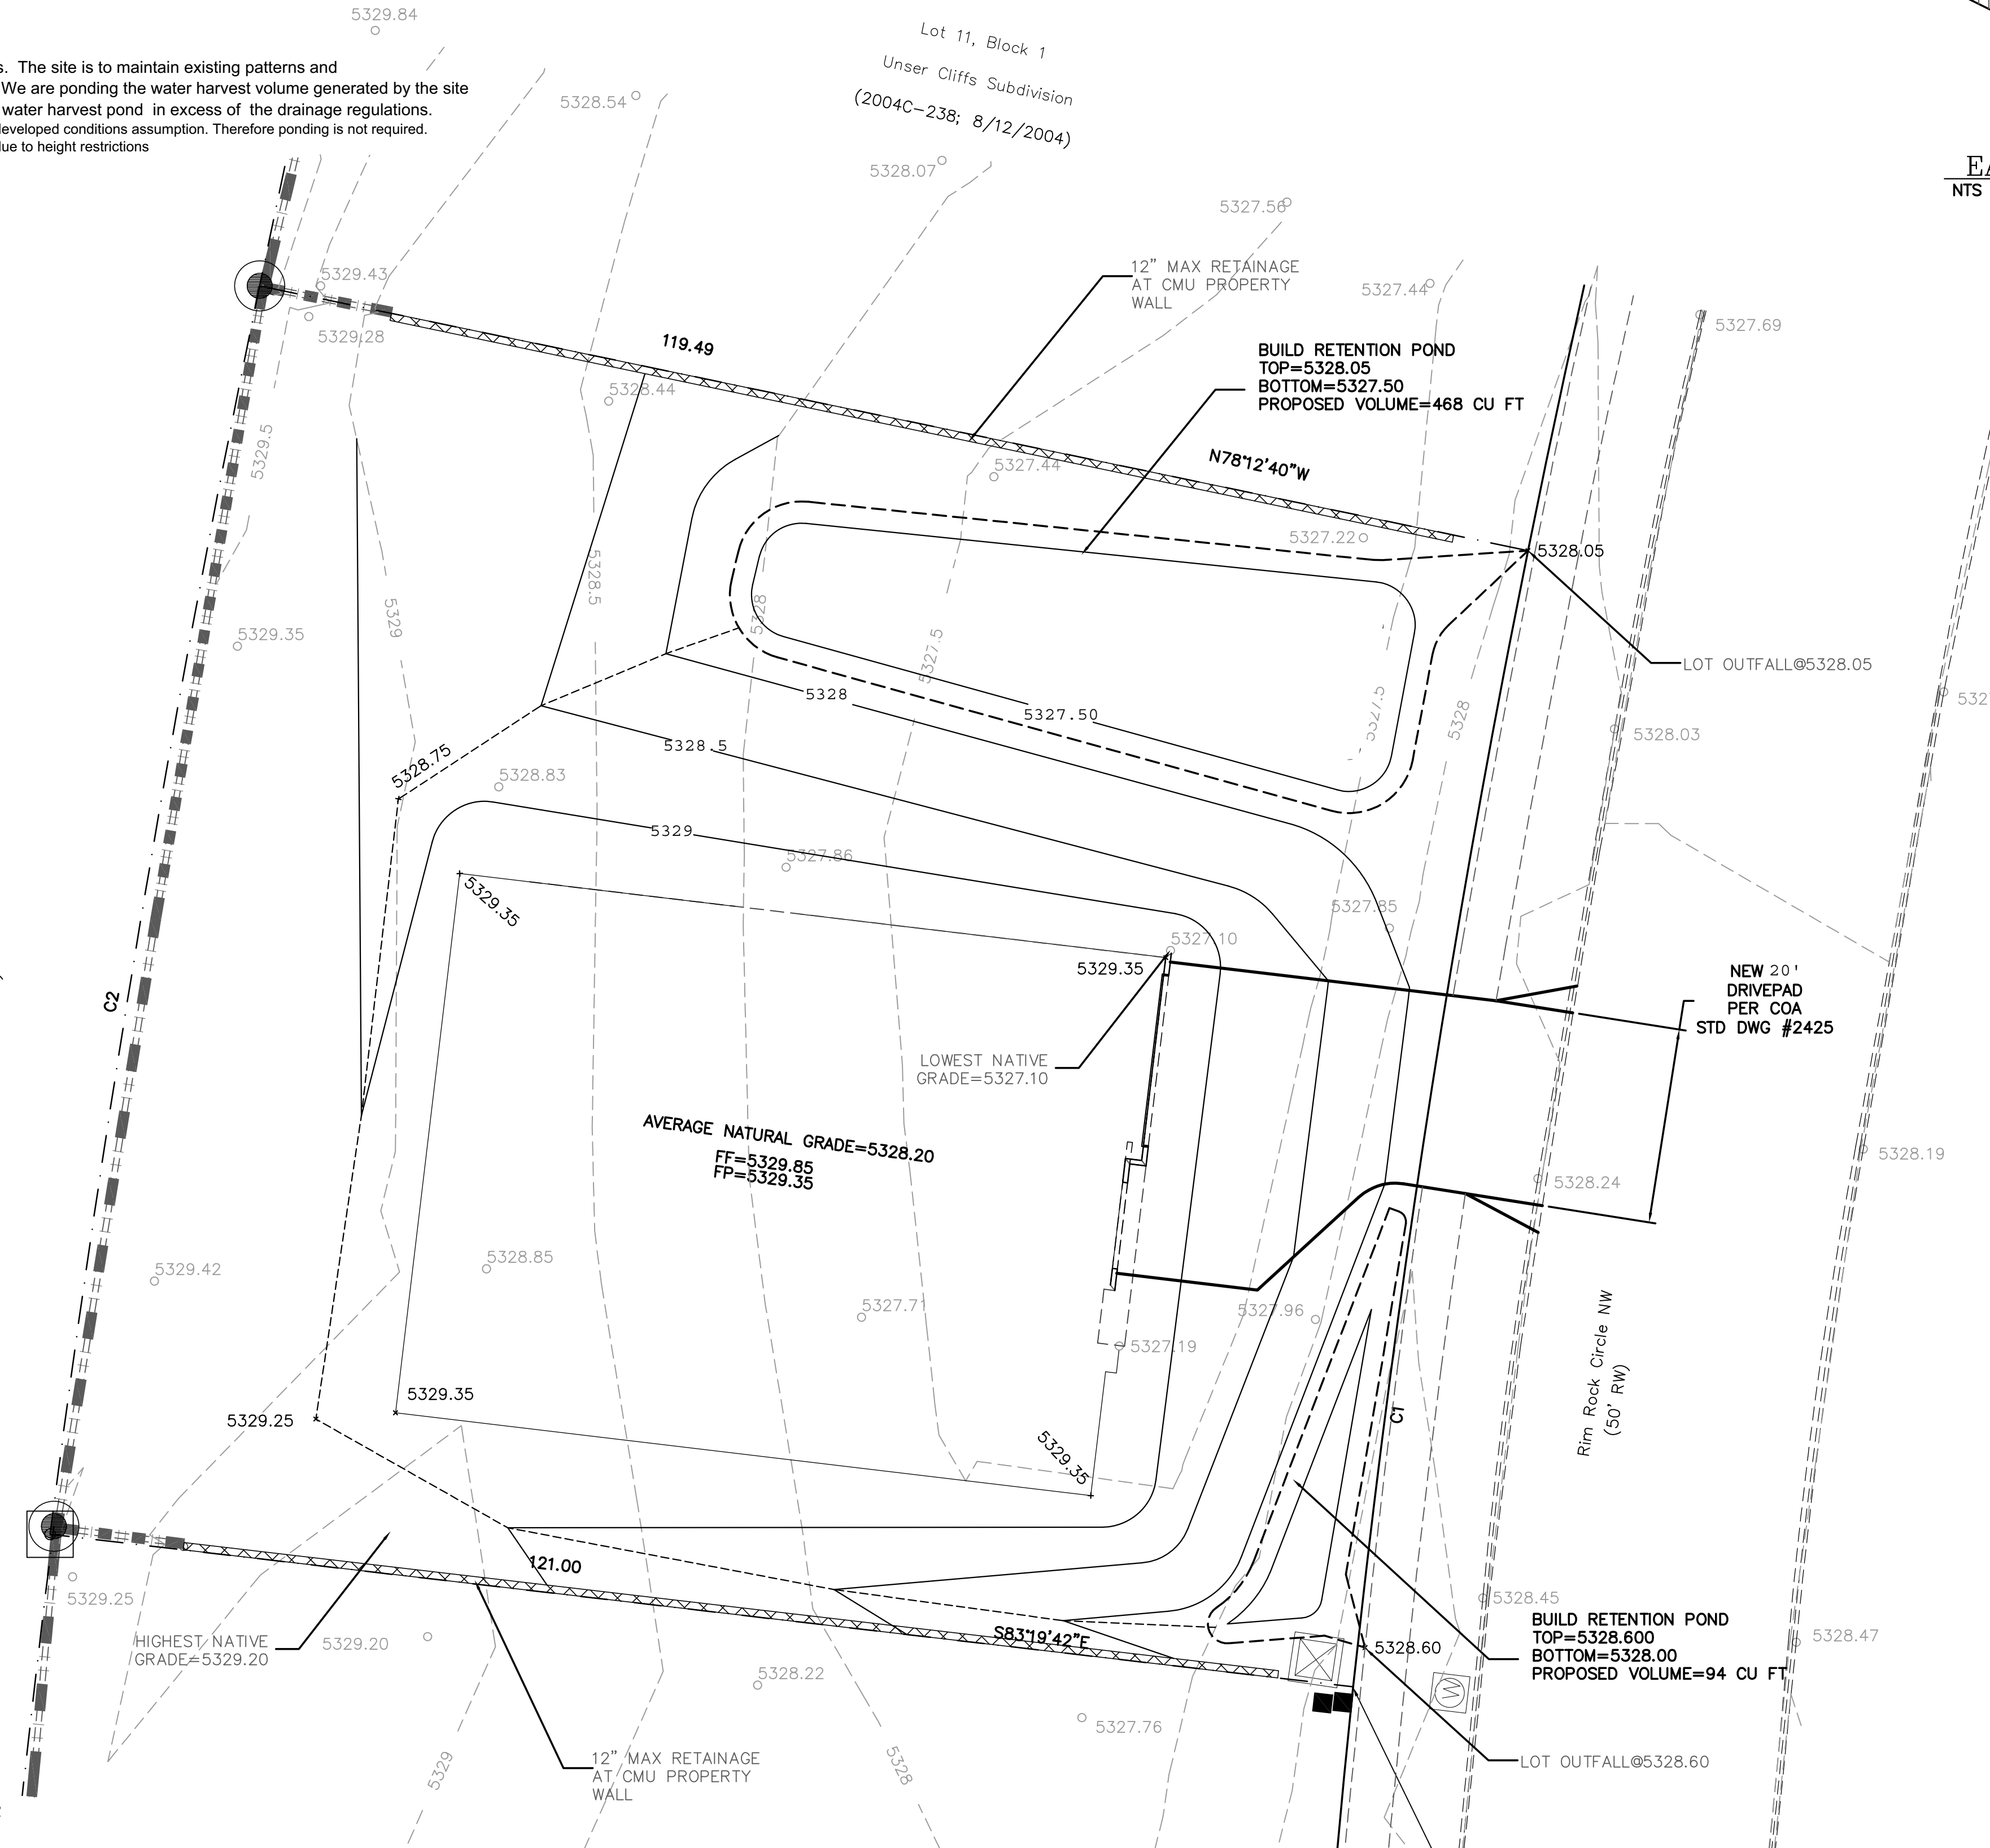 5329.84
s. The site is to maintain existing patterns and
We are ponding the water harvest volume generated by the site
water harvest pond in excess of the drainage regulations.
developed conditions assumption. Therefore ponding is not required.
due to height restrictions
Lot 11, Block 1
Unser Cliffs Subdivision
(2004C-238; 8/12/2004)
5328.54
5328.07
5327.56
NTS
5329.43
5329.28
12" MAX RETAINAGE
AT CMU PROPERTY
WALL
5327.44
5327.69
119.49
BUILD RETENTION POND
TOP=5328.05
BOTTOM=5327.50
PROPOSED VOLUME=468 CU FT
5328.44
5329.5
5327.44
N78°12'40"W
5327.22
5328.05
5328.5
5329
5328
5327.5
5329.35
LOT OUTFALL@5328.05
5328
5327.50
5327.5
5328
5328.03
5328.5
5328.75
5328.83
5329
5327.86
5329.35
5327.85
5327.10
5329.35
NEW 20'
DRIVEPAD
PER COA
STD DWG #2425
C2
LOWEST NATIVE
GRADE=5327.10
AVERAGE NATURAL GRADE=5328.20
FF=5329.85
FP=5329.35
5328.19
5328.24
5329.42
5328.85
5327.71
5327.96
5327.19
Rim Rock Circle NW
(50' RW)
C1
5329.35
5329.25
5329.35
121.00
5329.25
HIGHEST NATIVE
GRADE=5329.20
5329.20
S83°19'42"E
5328.60
5328.45
BUILD RETENTION POND
TOP=5328.600
BOTTOM=5328.00
PROPOSED VOLUME=94 CU FT
5328.47
5328.22
W
5327.76
12" MAX RETAINAGE
AT CMU PROPERTY
WALL
5329
5328
LOT OUTFALL@5328.60